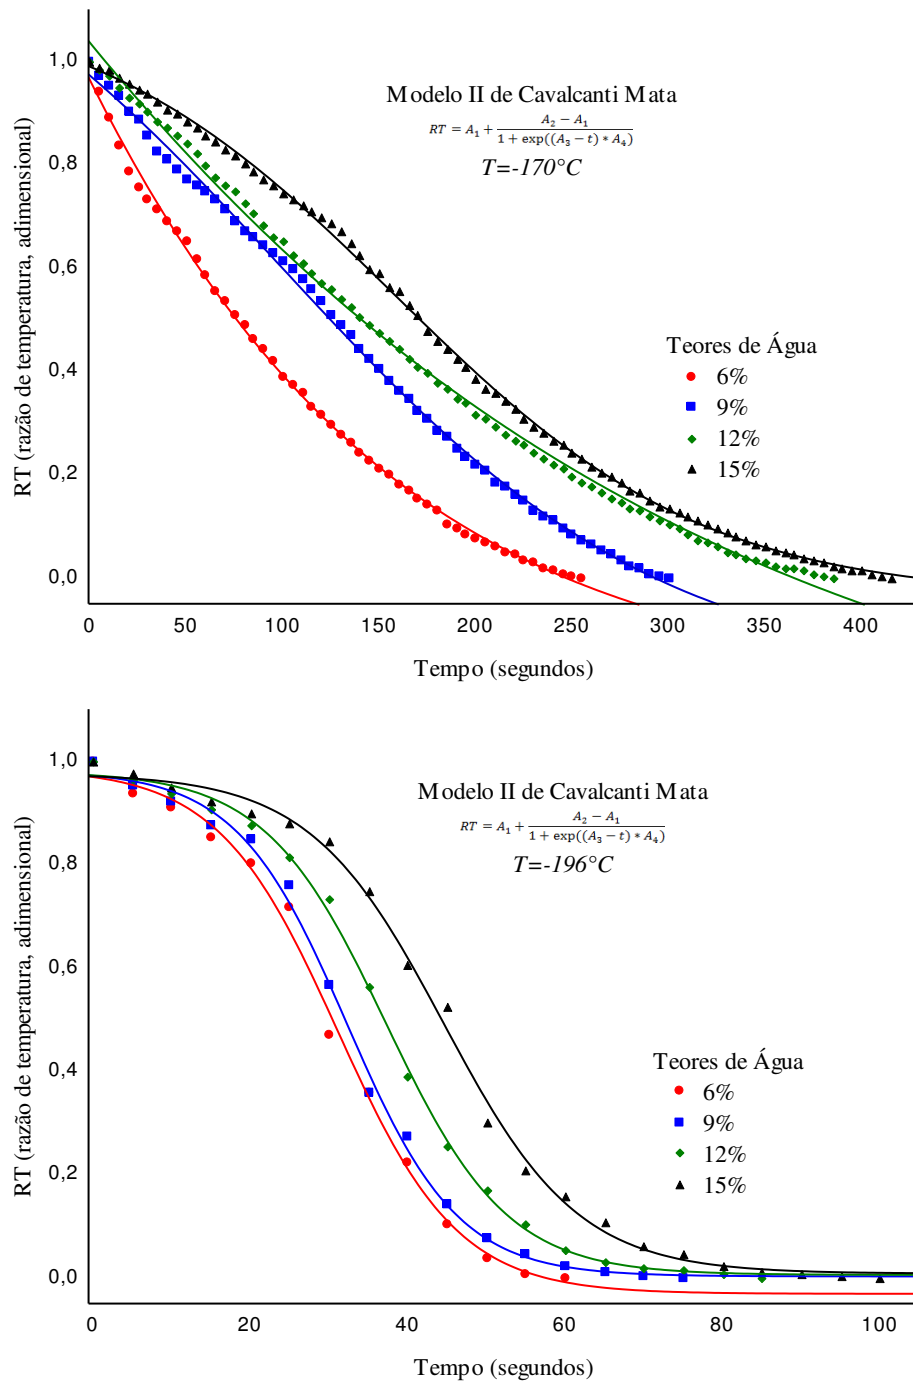 1,0
0,8
0,6
0,4
0,2
0,0
RT (razão de temperatura, adimensional)
Modelo II de Cavalcanti Mata
RT = A₁ + (A₂ − A₁) / (1 + exp((A₃ − t) * A₄))
T=-170°C
Teores de Água
6%
9%
12%
15%
0 50 100 150 200 250 300 350 400
Tempo (segundos)
1,0
0,8
0,6
0,4
0,2
0,0
RT (razão de temperatura, adimensional)
Modelo II de Cavalcanti Mata
RT = A₁ + (A₂ − A₁) / (1 + exp((A₃ − t) * A₄))
T=-196°C
Teores de Água
6%
9%
12%
15%
0 20 40 60 80 100
Tempo (segundos)